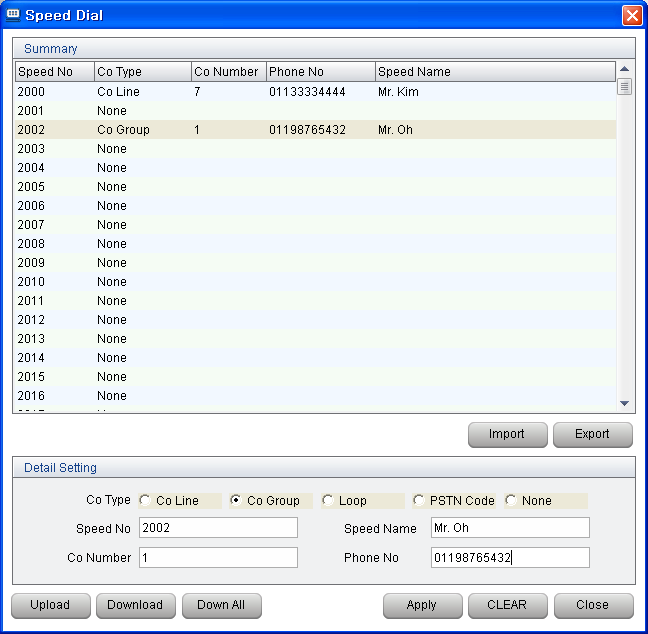 Speed Dial
Summary
Speed No Co Type Co Number Phone No Speed Name
2000 Co Line 7 01133334444 Mr. Kim
2001 None
2002 Co Group 1 01198765432 Mr. Oh
2003 None
2004 None
2005 None
2006 None
2007 None
2008 None
2009 None
2010 None
2011 None
2012 None
2013 None
2014 None
2015 None
2016 None
Import Export
Detail Setting
Co Type Co Line Co Group Loop PSTN Code None
Speed No 2002 Speed Name Mr. Oh
Co Number 1 Phone No 01198765432
Upload Download Down All Apply CLEAR Close